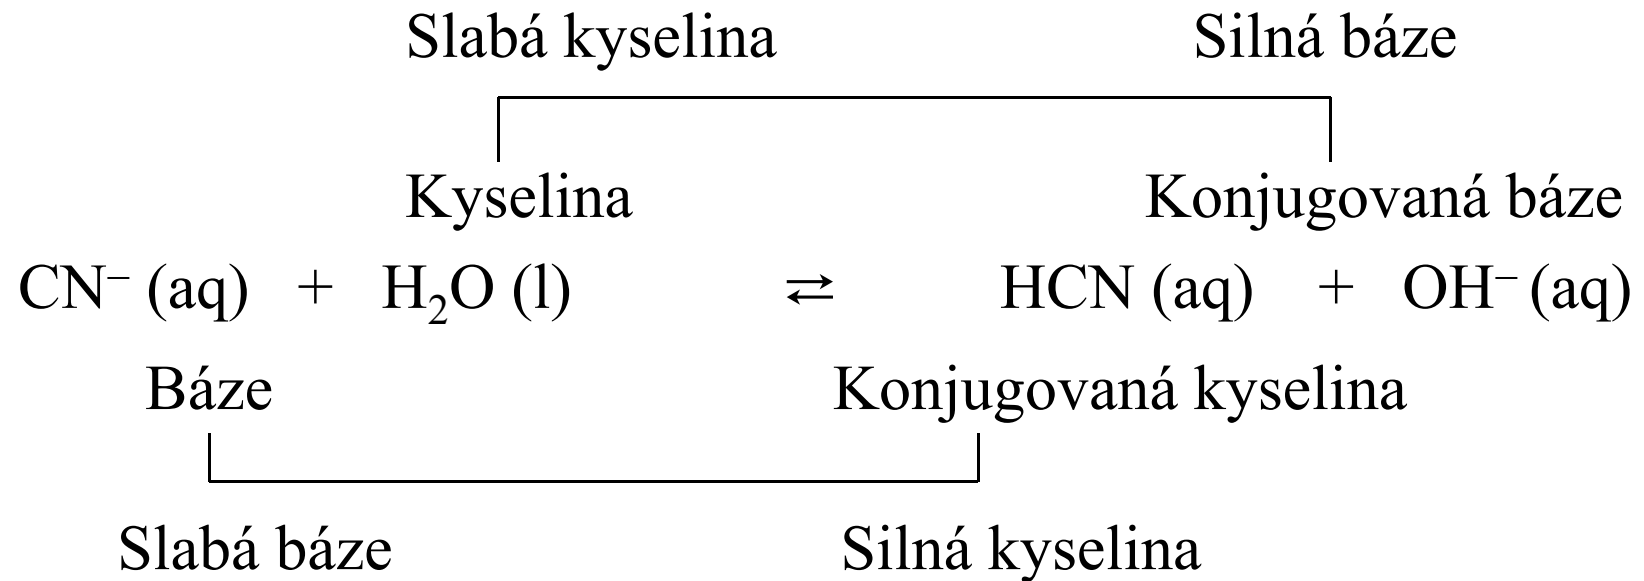 Slabá kyselina Silná báze
Kyselina Konjugovaná báze
CN⁻ (aq) + H₂O (l) ⇌ HCN (aq) + OH⁻ (aq)
Báze Konjugovaná kyselina
Slabá báze Silná kyselina